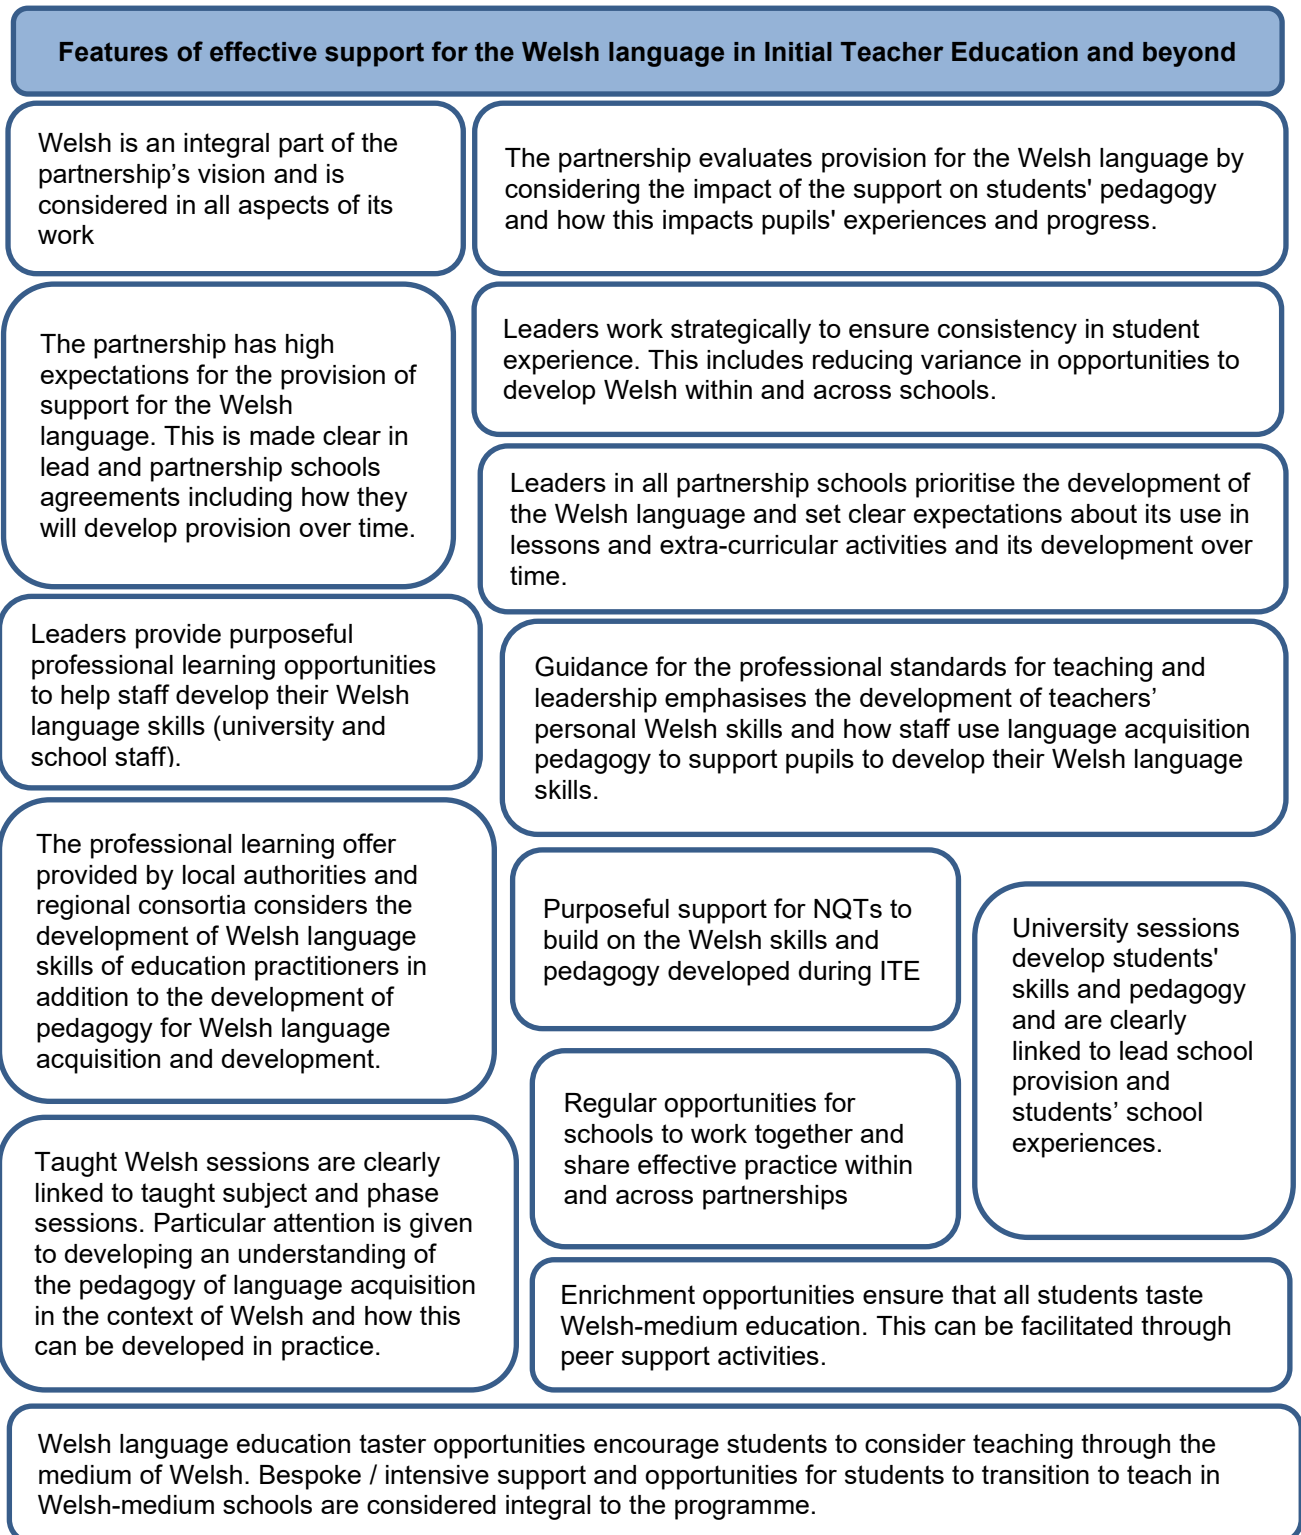 Features of effective support for the Welsh language in Initial Teacher Education and beyond
Welsh is an integral part of the
partnership's vision and is
considered in all aspects of its
work
The partnership evaluates provision for the Welsh language by
considering the impact of the support on students' pedagogy
and how this impacts pupils' experiences and progress.
The partnership has high
expectations for the provision of
support for the Welsh
language. This is made clear in
lead and partnership schools
agreements including how they
will develop provision over time.
Leaders work strategically to ensure consistency in student
experience. This includes reducing variance in opportunities to
develop Welsh within and across schools.
Leaders in all partnership schools prioritise the development of
the Welsh language and set clear expectations about its use in
lessons and extra-curricular activities and its development over
time.
Leaders provide purposeful
professional learning opportunities
to help staff develop their Welsh
language skills (university and
school staff).
Guidance for the professional standards for teaching and
leadership emphasises the development of teachers’
personal Welsh skills and how staff use language acquisition
pedagogy to support pupils to develop their Welsh language
skills.
The professional learning offer
provided by local authorities and
regional consortia considers the
development of Welsh language
skills of education practitioners in
addition to the development of
pedagogy for Welsh language
acquisition and development.
Purposeful support for NQTs to
build on the Welsh skills and
pedagogy developed during ITE
University sessions
develop students'
skills and pedagogy
and are clearly
linked to lead school
provision and
students’ school
experiences.
Regular opportunities for
schools to work together and
share effective practice within
and across partnerships
Taught Welsh sessions are clearly
linked to taught subject and phase
sessions. Particular attention is given
to developing an understanding of
the pedagogy of language acquisition
in the context of Welsh and how this
can be developed in practice.
Enrichment opportunities ensure that all students taste
Welsh-medium education. This can be facilitated through
peer support activities.
Welsh language education taster opportunities encourage students to consider teaching through the
medium of Welsh. Bespoke / intensive support and opportunities for students to transition to teach in
Welsh-medium schools are considered integral to the programme.